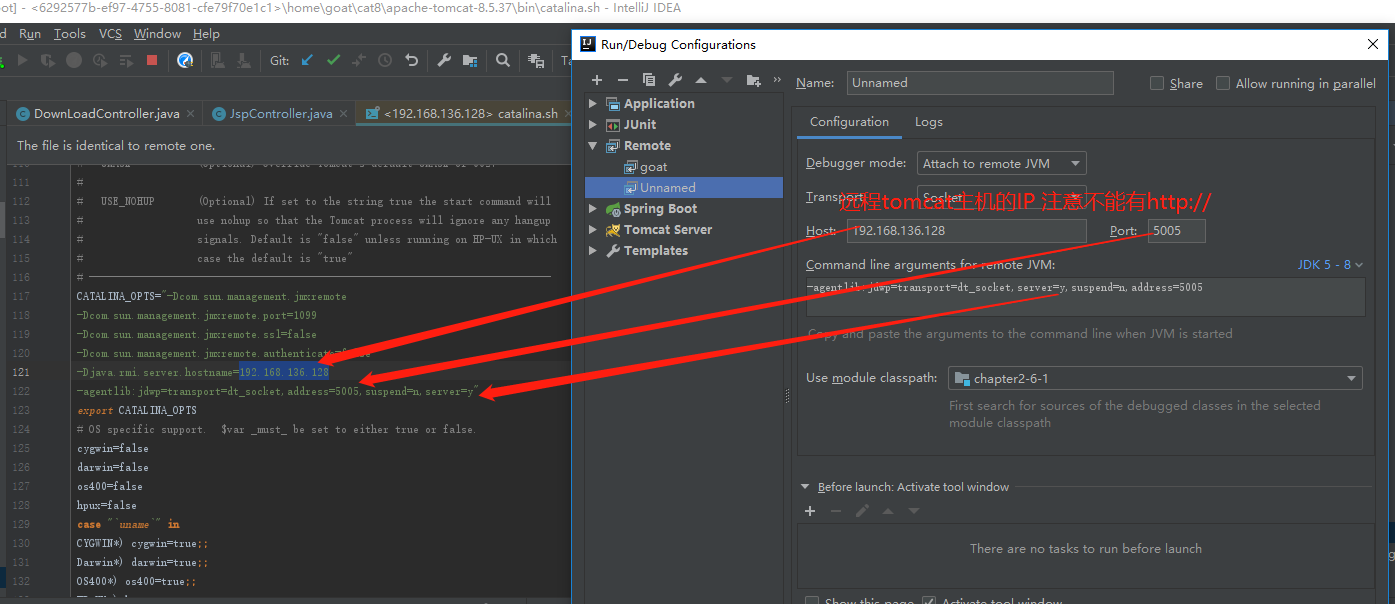 ot] - <6292577b-ef97-4755-8081-cfe79f70e1c1>\home\goat\cat8\apache-tomcat-8.5.37\bin\catalina.sh - IntelliJ IDEA
Run Tools VCS Window Help
Git:
DownLoadController.java
JspController.java
<192.168.136.128> catalina.sh
The file is identical to remote one.
111 #
112 # USE_NOHUP (Optional) If set to the string true the start command will
113 # use nohup so that the Tomcat process will ignore any hangup
114 # signals. Default is "false" unless running on HP-UX in which
115 # case the default is "true"
116 #
117 CATALINA_OPTS="-Dcom.sun.management.jmxremote
118 -Dcom.sun.management.jmxremote.port=1099
119 -Dcom.sun.management.jmxremote.ssl=false
120 -Dcom.sun.management.jmxremote.authenticate=false
121 -Djava.rmi.server.hostname=192.168.136.128
122 -agentlib:jdwp=transport=dt_socket,address=5005,suspend=n,server=y"
123 export CATALINA_OPTS
124 # OS specific support. $var _must_ be set to either true or false.
125 cygwin=false
126 darwin=false
127 os400=false
128 hpux=false
129 case "`uname`" in
130 CYGWIN*) cygwin=true;;
131 Darwin*) darwin=true;;
132 OS400*) os400=true;;
Run/Debug Configurations
Application
JUnit
Remote
goat
Unnamed
Spring Boot
Tomcat Server
Templates
Name: Unnamed
Share
Allow running in parallel
Configuration
Logs
Debugger mode: Attach to remote JVM
Transport: Socket
远程tomcat主机的IP 注意不能有http://
Host: 192.168.136.128 Port: 5005
Command line arguments for remote JVM: JDK 5 - 8
-agentlib:jdwp=transport=dt_socket,server=y,suspend=n,address=5005
Copy and paste the arguments to the command line when JVM is started
Use module classpath: chapter2-6-1
First search for sources of the debugged classes in the selected
module classpath
Before launch: Activate tool window
There are no tasks to run before launch
Show this page Activate tool window